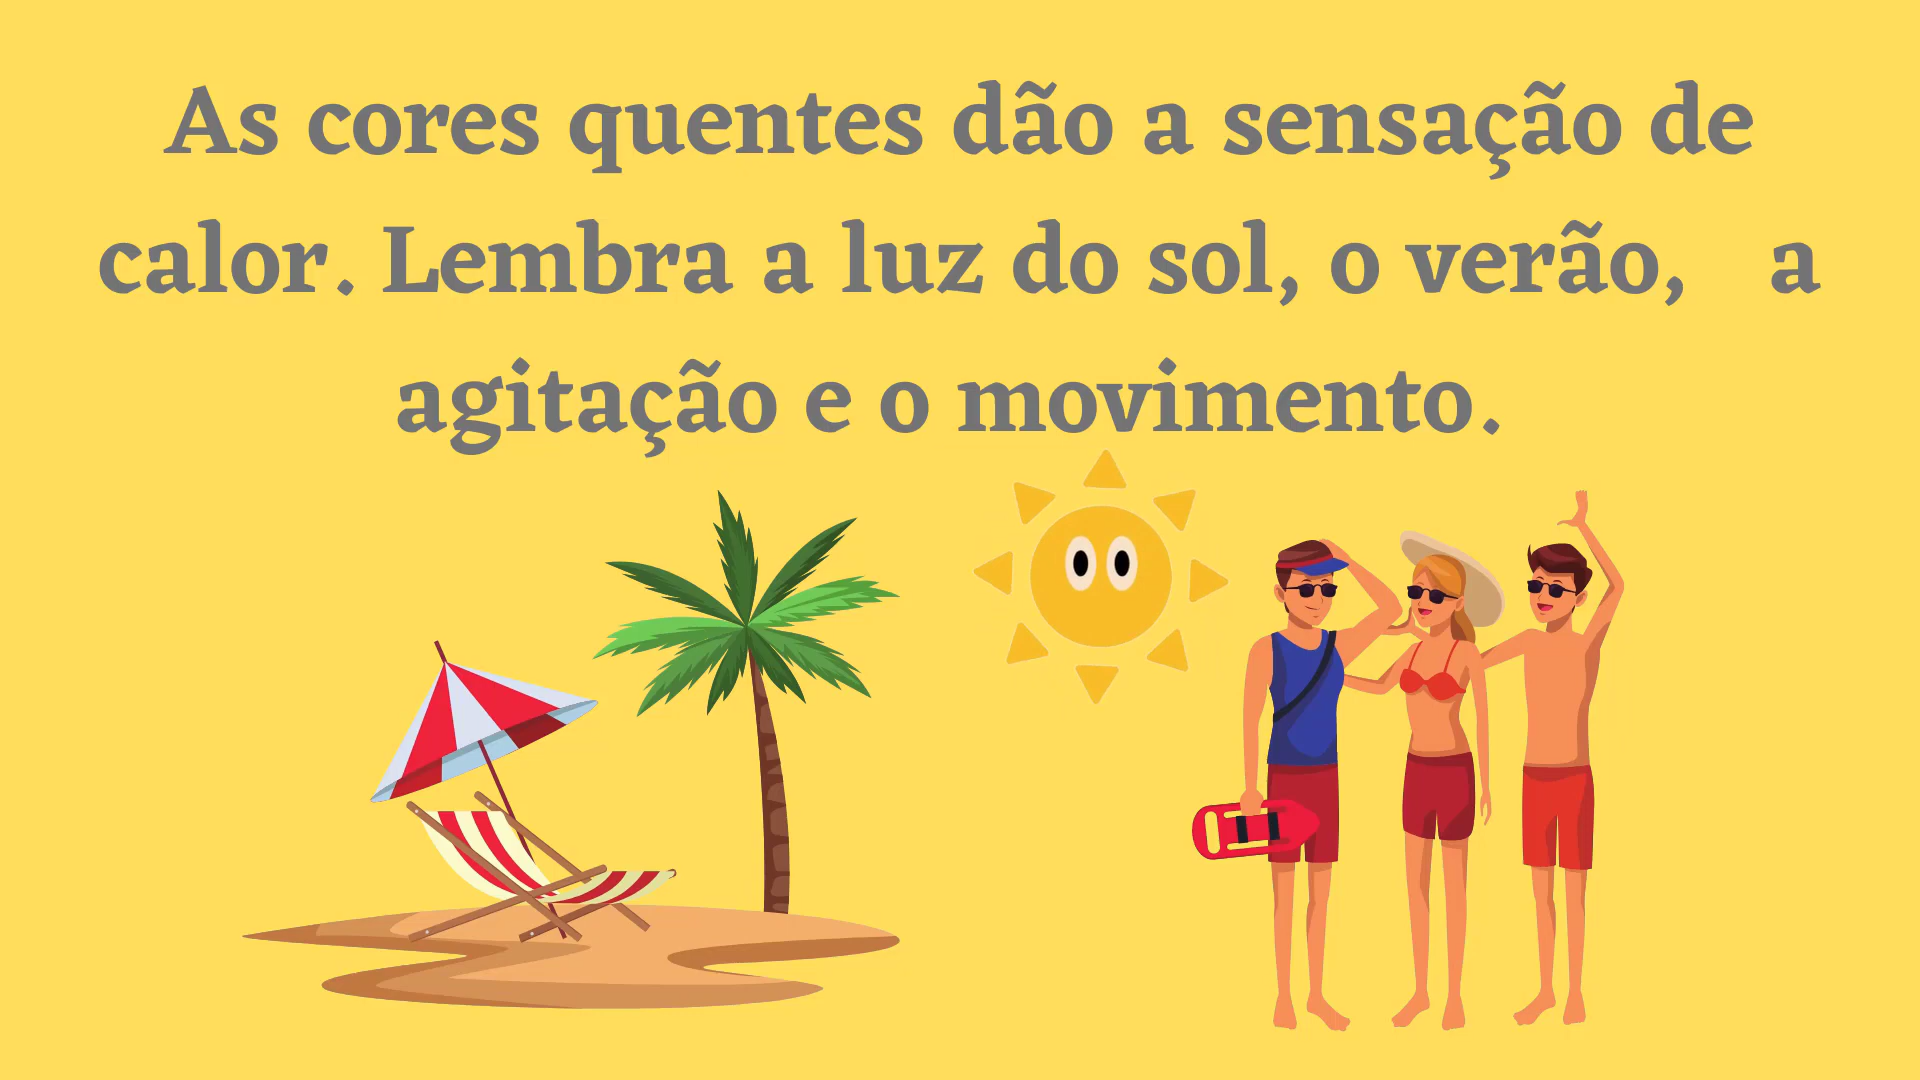 As cores quentes dão a sensação de
calor. Lembra a luz do sol, o verão, a
agitação e o movimento.